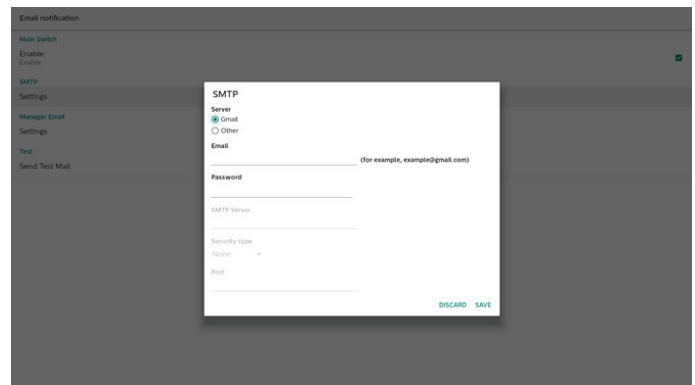 Email notification
Main Switch
Enable
Enable
SMTP
Settings
Manager Email
Settings
Test
Send Test Mail
SMTP
Server
Gmail
Other
Email
(for example, example@gmail.com)
Password
SMTP Server
Security type
None
Port
DISCARD SAVE